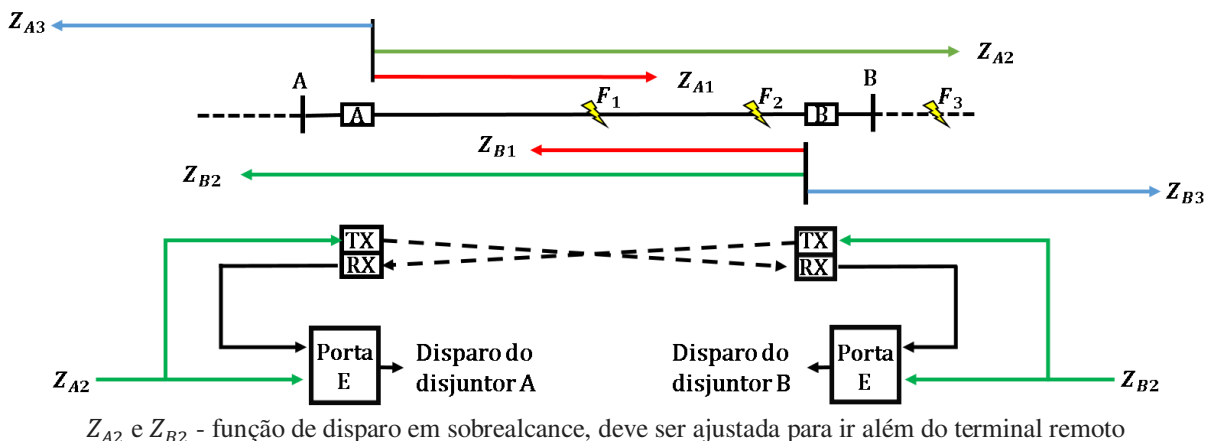 Z_A3
Z_A2
Z_A1
A
B
A
F_1
F_2
B
F_3
Z_B1
Z_B2
Z_B3
TX
RX
TX
RX
Porta
E
Disparo do
disjuntor A
Disparo do
disjuntor B
Porta
E
Z_A2
Z_B2
Z_A2 e Z_B2 - função de disparo em sobrealcance, deve ser ajustada para ir além do terminal remoto